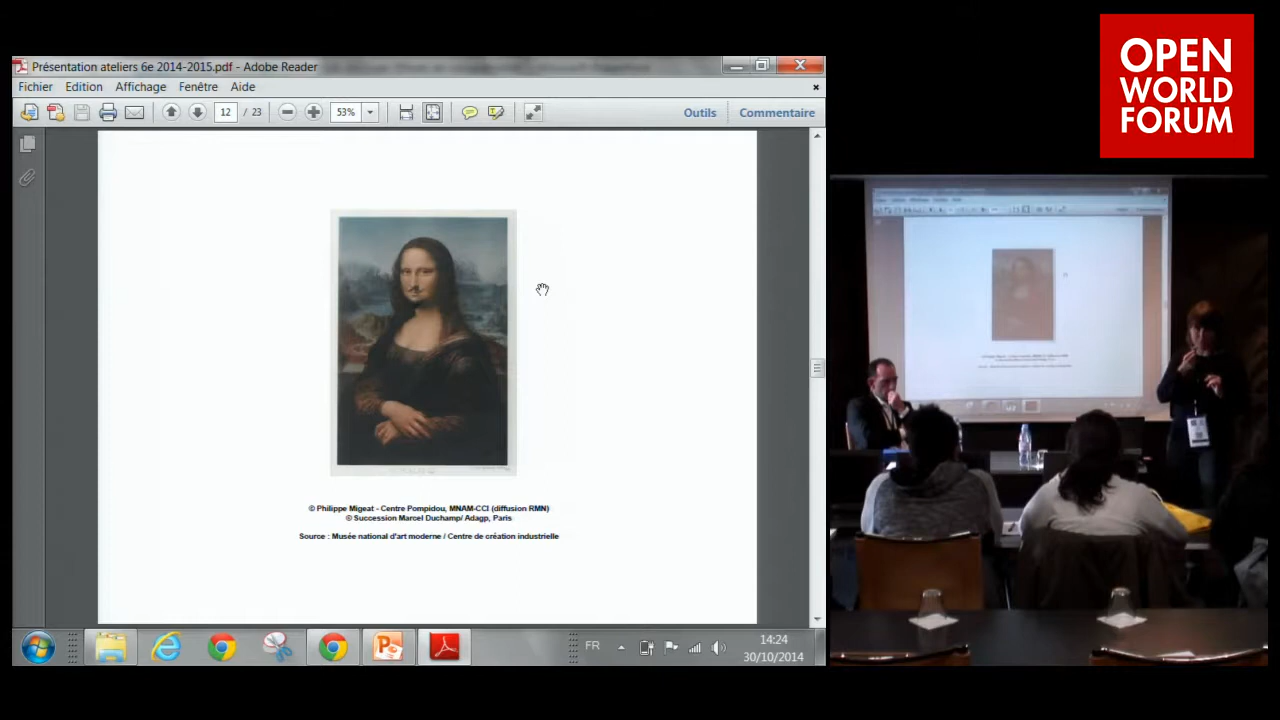 Présentation ateliers 6e 2014-2015.pdf - Adobe Reader
Fichier Edition Affichage Fenêtre Aide
12 / 23 53% Outils Commentaire
© Philippe Migeat - Centre Pompidou, MNAM-CCI (diffusion RMN)
© Succession Marcel Duchamp/ Adagp, Paris
Source : Musée national d'art moderne / Centre de création industrielle
FR
14:24
30/10/2014
OPEN
WORLD
FORUM